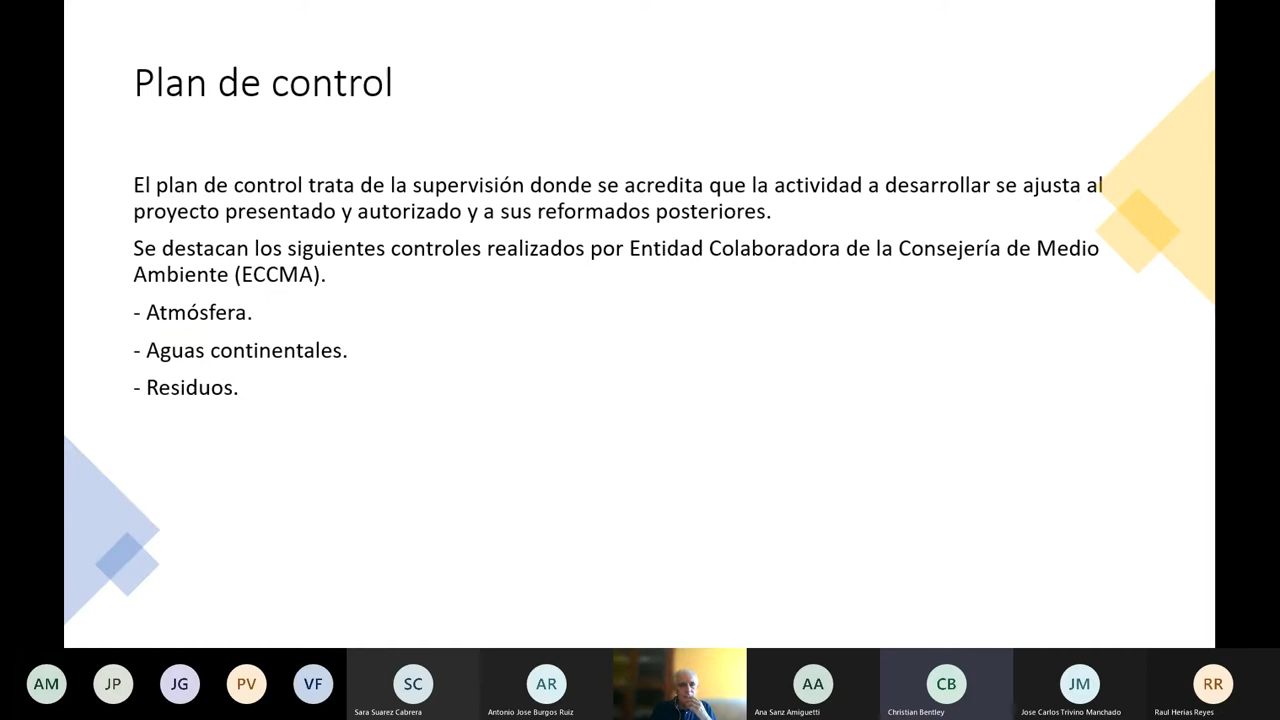 Plan de control
El plan de control trata de la supervisión donde se acredita que la actividad a desarrollar se ajusta al
proyecto presentado y autorizado y a sus reformados posteriores.
Se destacan los siguientes controles realizados por Entidad Colaboradora de la Consejería de Medio
Ambiente (ECCMA).
- Atmósfera.
- Aguas continentales.
- Residuos.
AM JP JG PV VF SC AR AA CB JM RR
Sara Suarez Cabrera Antonio Jose Burgos Ruiz Ana Sanz Amiguetti Christian Bentley Jose Carlos Trivino Manchado Raul Herias Reyes